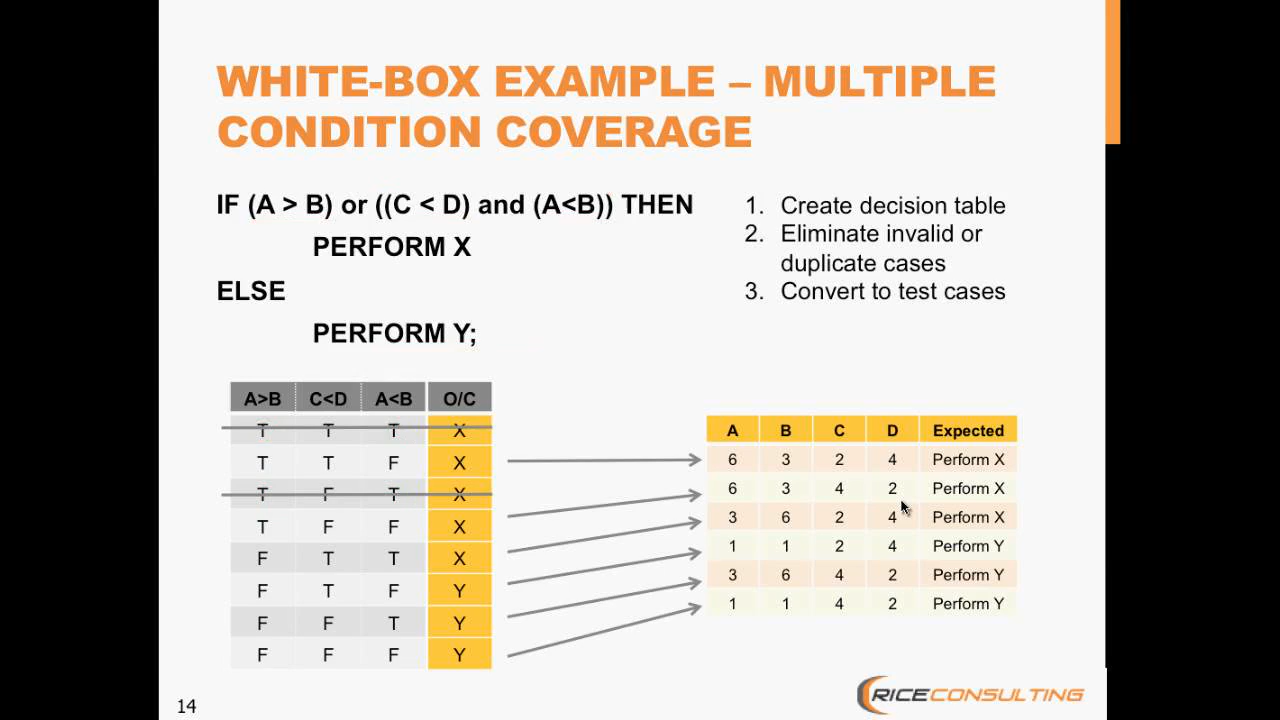 WHITE-BOX EXAMPLE – MULTIPLE
CONDITION COVERAGE
IF (A > B) or ((C < D) and (A<B)) THEN
PERFORM X
ELSE
PERFORM Y;
1. Create decision table
2. Eliminate invalid or
duplicate cases
3. Convert to test cases
A>B C<D A<B O/C
T T T X
T T F X
T F T X
T F F X
F T T X
F T F Y
F F T Y
F F F Y
A B C D Expected
6 3 2 4 Perform X
6 3 4 2 Perform X
3 6 2 4 Perform X
1 1 2 4 Perform Y
3 6 4 2 Perform Y
1 1 4 2 Perform Y
14
RICECONSULTING